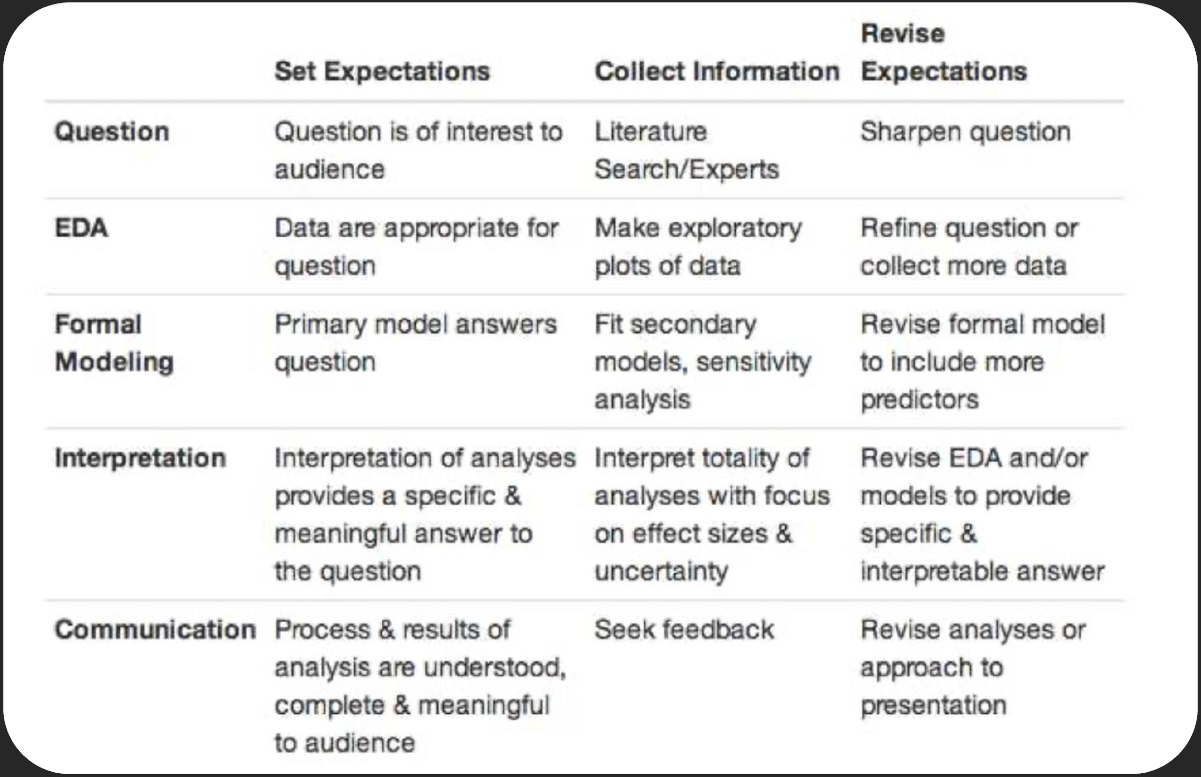 Set Expectations
Collect Information
Revise
Expectations
Question
Question is of interest to
audience
Literature
Search/Experts
Sharpen question
EDA
Data are appropriate for
question
Make exploratory
plots of data
Refine question or
collect more data
Formal
Modeling
Primary model answers
question
Fit secondary
models, sensitivity
analysis
Revise formal model
to include more
predictors
Interpretation
Interpretation of analyses
provides a specific &
meaningful answer to
the question
Interpret totality of
analyses with focus
on effect sizes &
uncertainty
Revise EDA and/or
models to provide
specific &
interpretable answer
Communication
Process & results of
analysis are understood,
complete & meaningful
to audience
Seek feedback
Revise analyses or
approach to
presentation